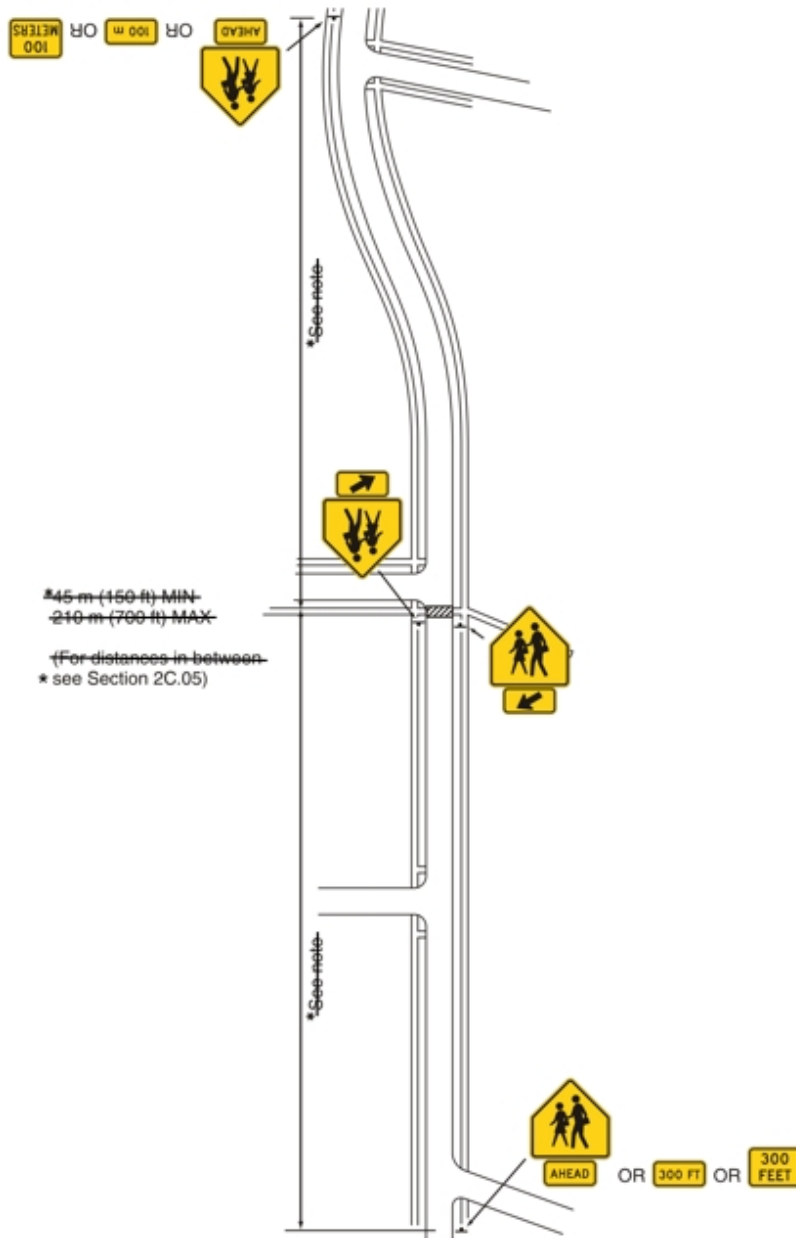 100
METERS
OR
100 m
OR
AHEAD
*See note
*45 m (150 ft) MIN
210 m (700 ft) MAX
(For distances in between
* see Section 2C.05)
*See note
AHEAD
OR
300 FT
OR
300
FEET